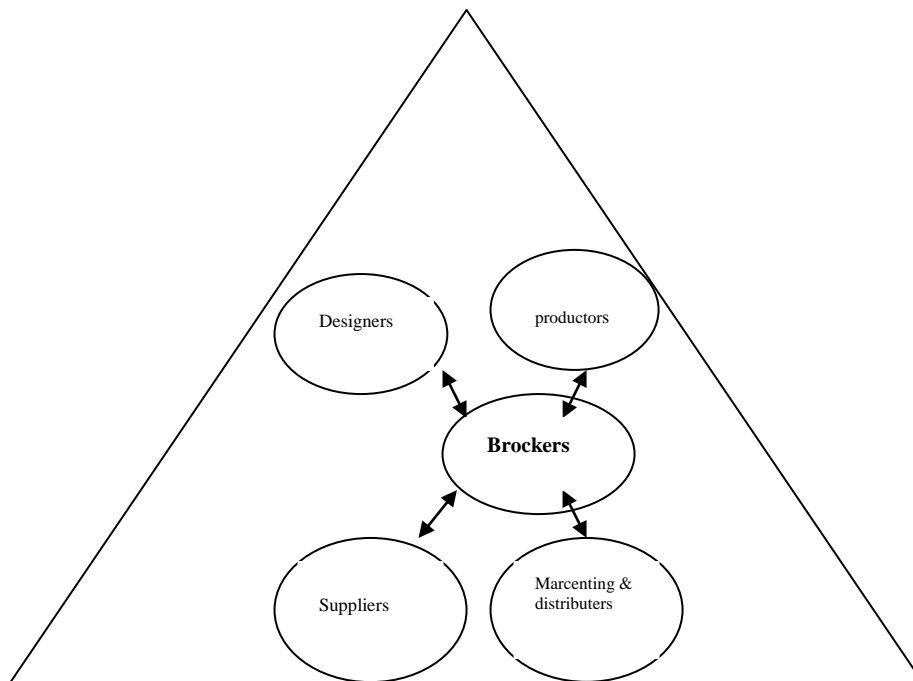 Designers
productors
Brockers
Suppliers
Marcenting &
distributers